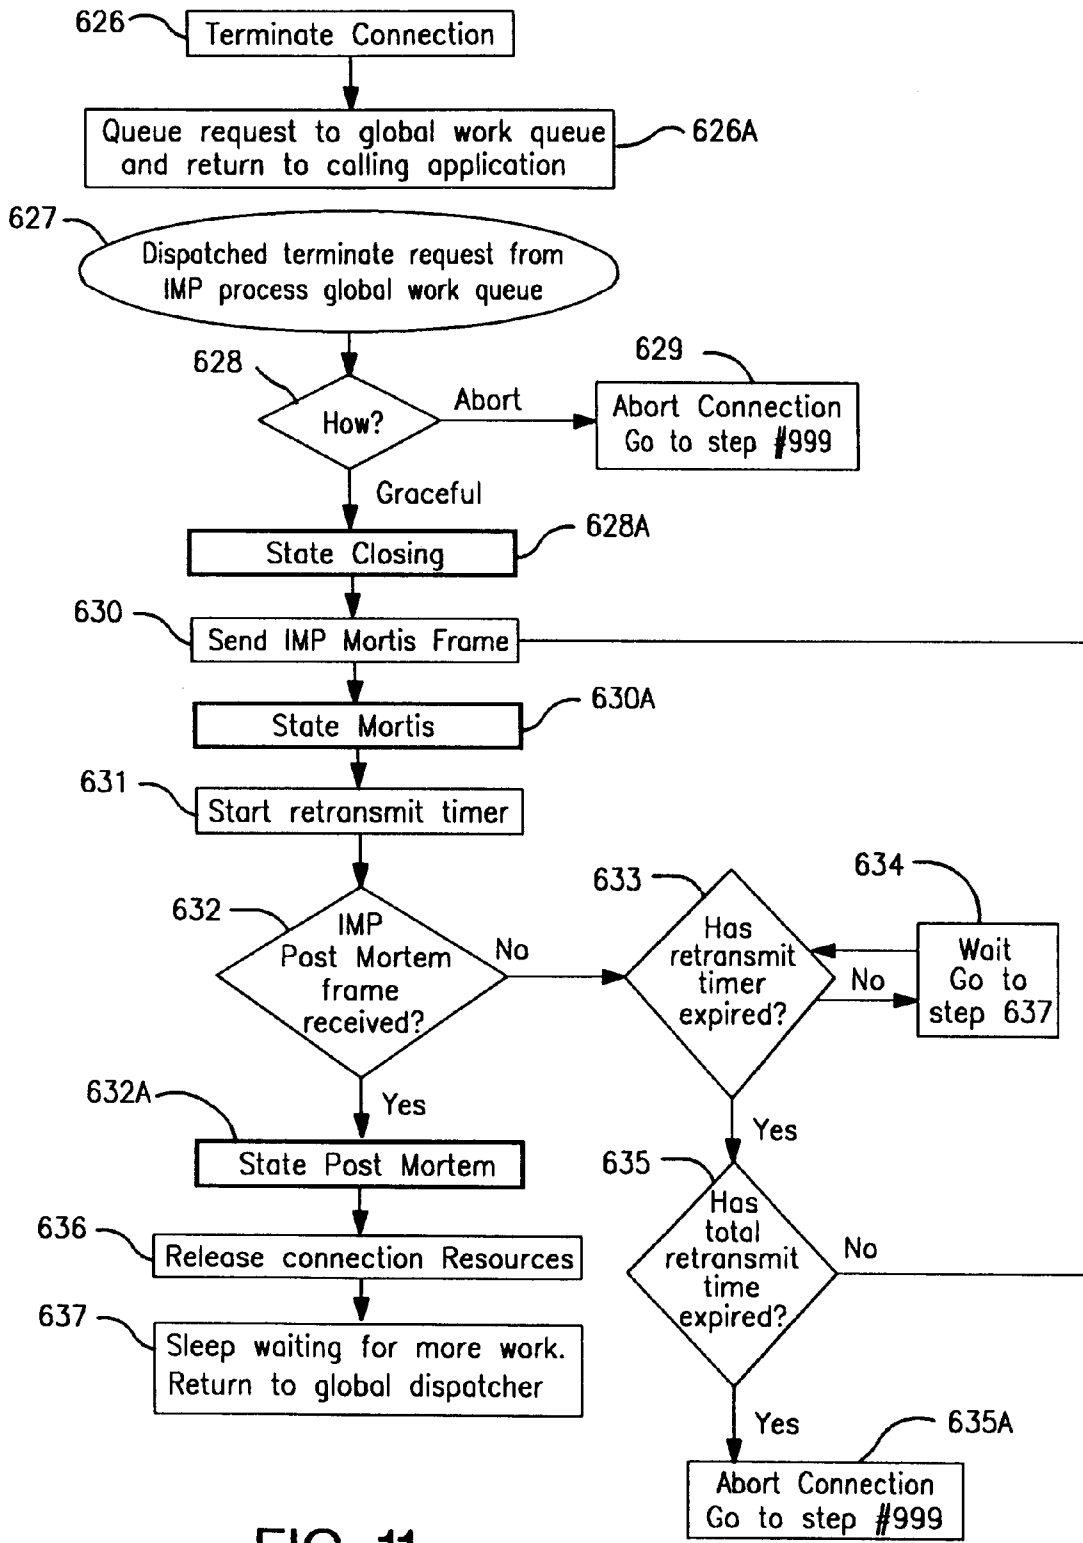 626
Terminate Connection
Queue request to global work queue
and return to calling application
626A
627
Dispatched terminate request from
IMP process global work queue
628
How?
Abort
629
Abort Connection
Go to step #999
Graceful
628A
State Closing
630
Send IMP Mortis Frame
630A
State Mortis
631
Start retransmit timer
632
IMP
Post Mortem
frame
received?
No
633
Has
retransmit
timer
expired?
No
634
Wait
Go to
step 637
Yes
632A
State Post Mortem
Yes
635
Has
total
retransmit
time
expired?
No
636
Release connection Resources
637
Sleep waiting for more work.
Return to global dispatcher
Yes
635A
Abort Connection
Go to step #999
FIG. 11